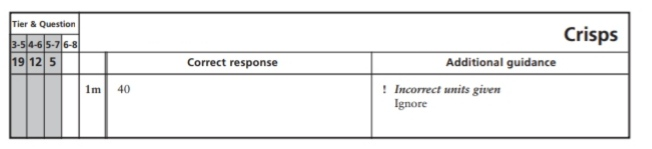 Tier & Question
Crisps
3-5 4-6 5-7 6-8
19 12 5
Correct response
Additional guidance
1m
40
! Incorrect units given
Ignore